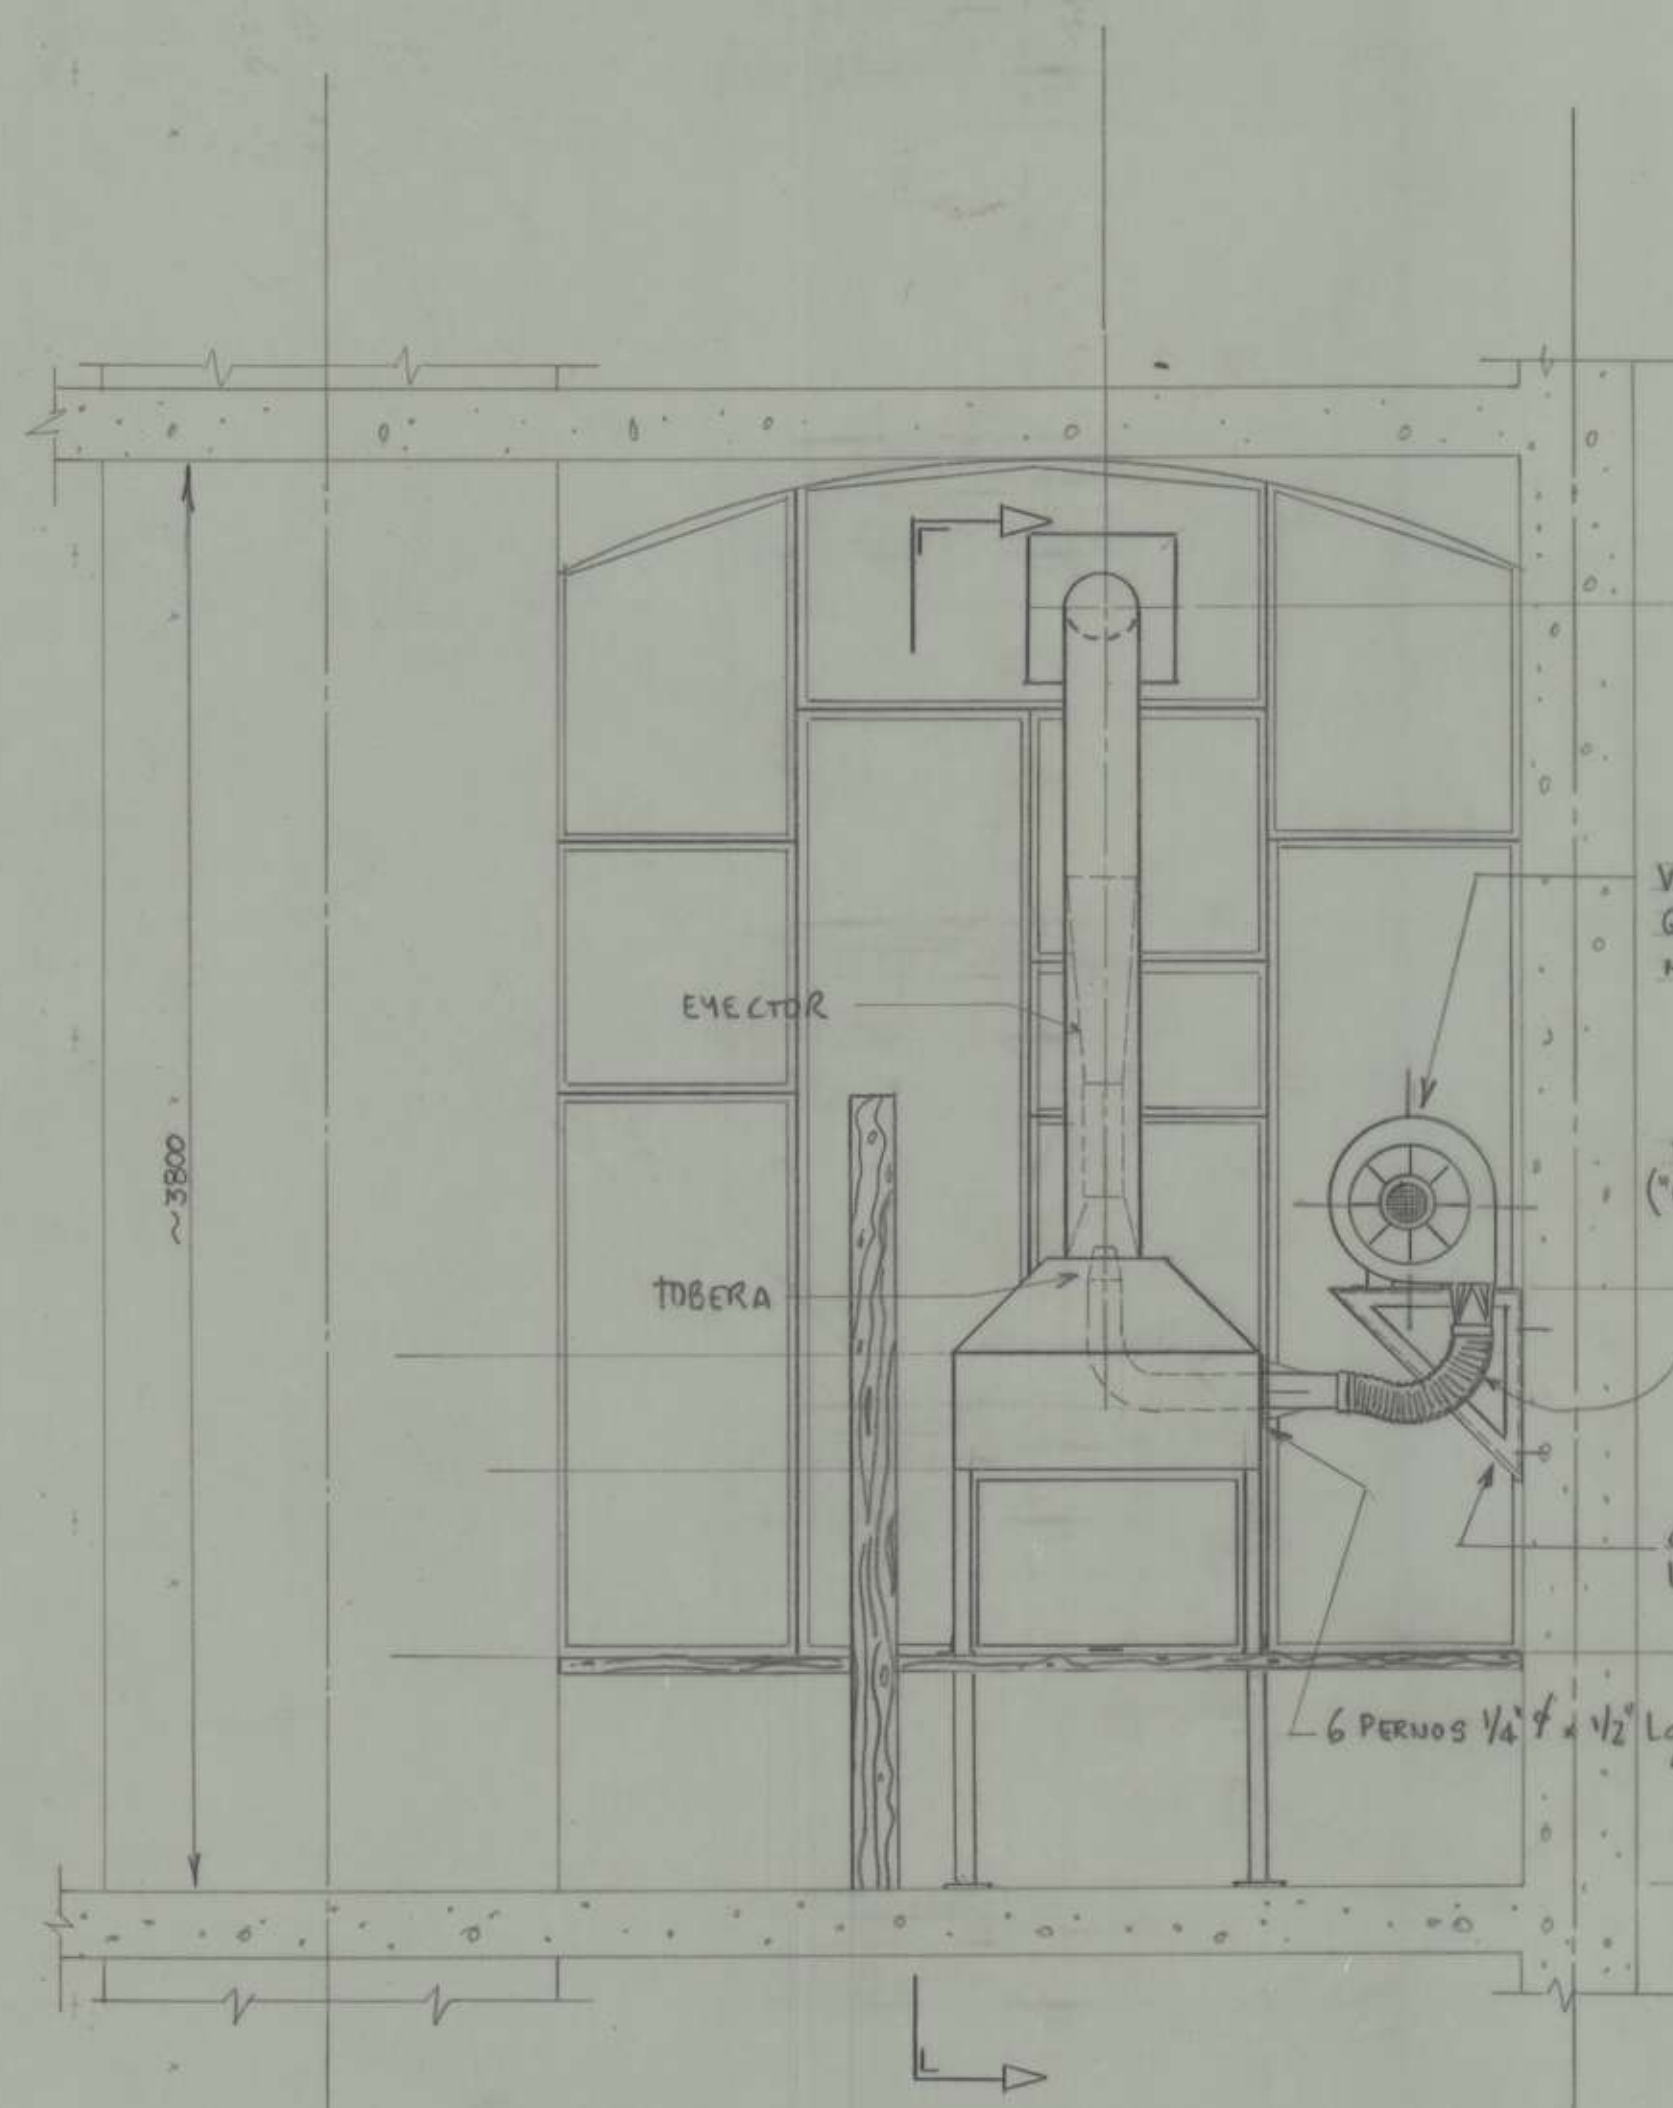 EYECTOR
~3800
TOBERA
6 PERNOS 1/4" ϕ x 1/2"